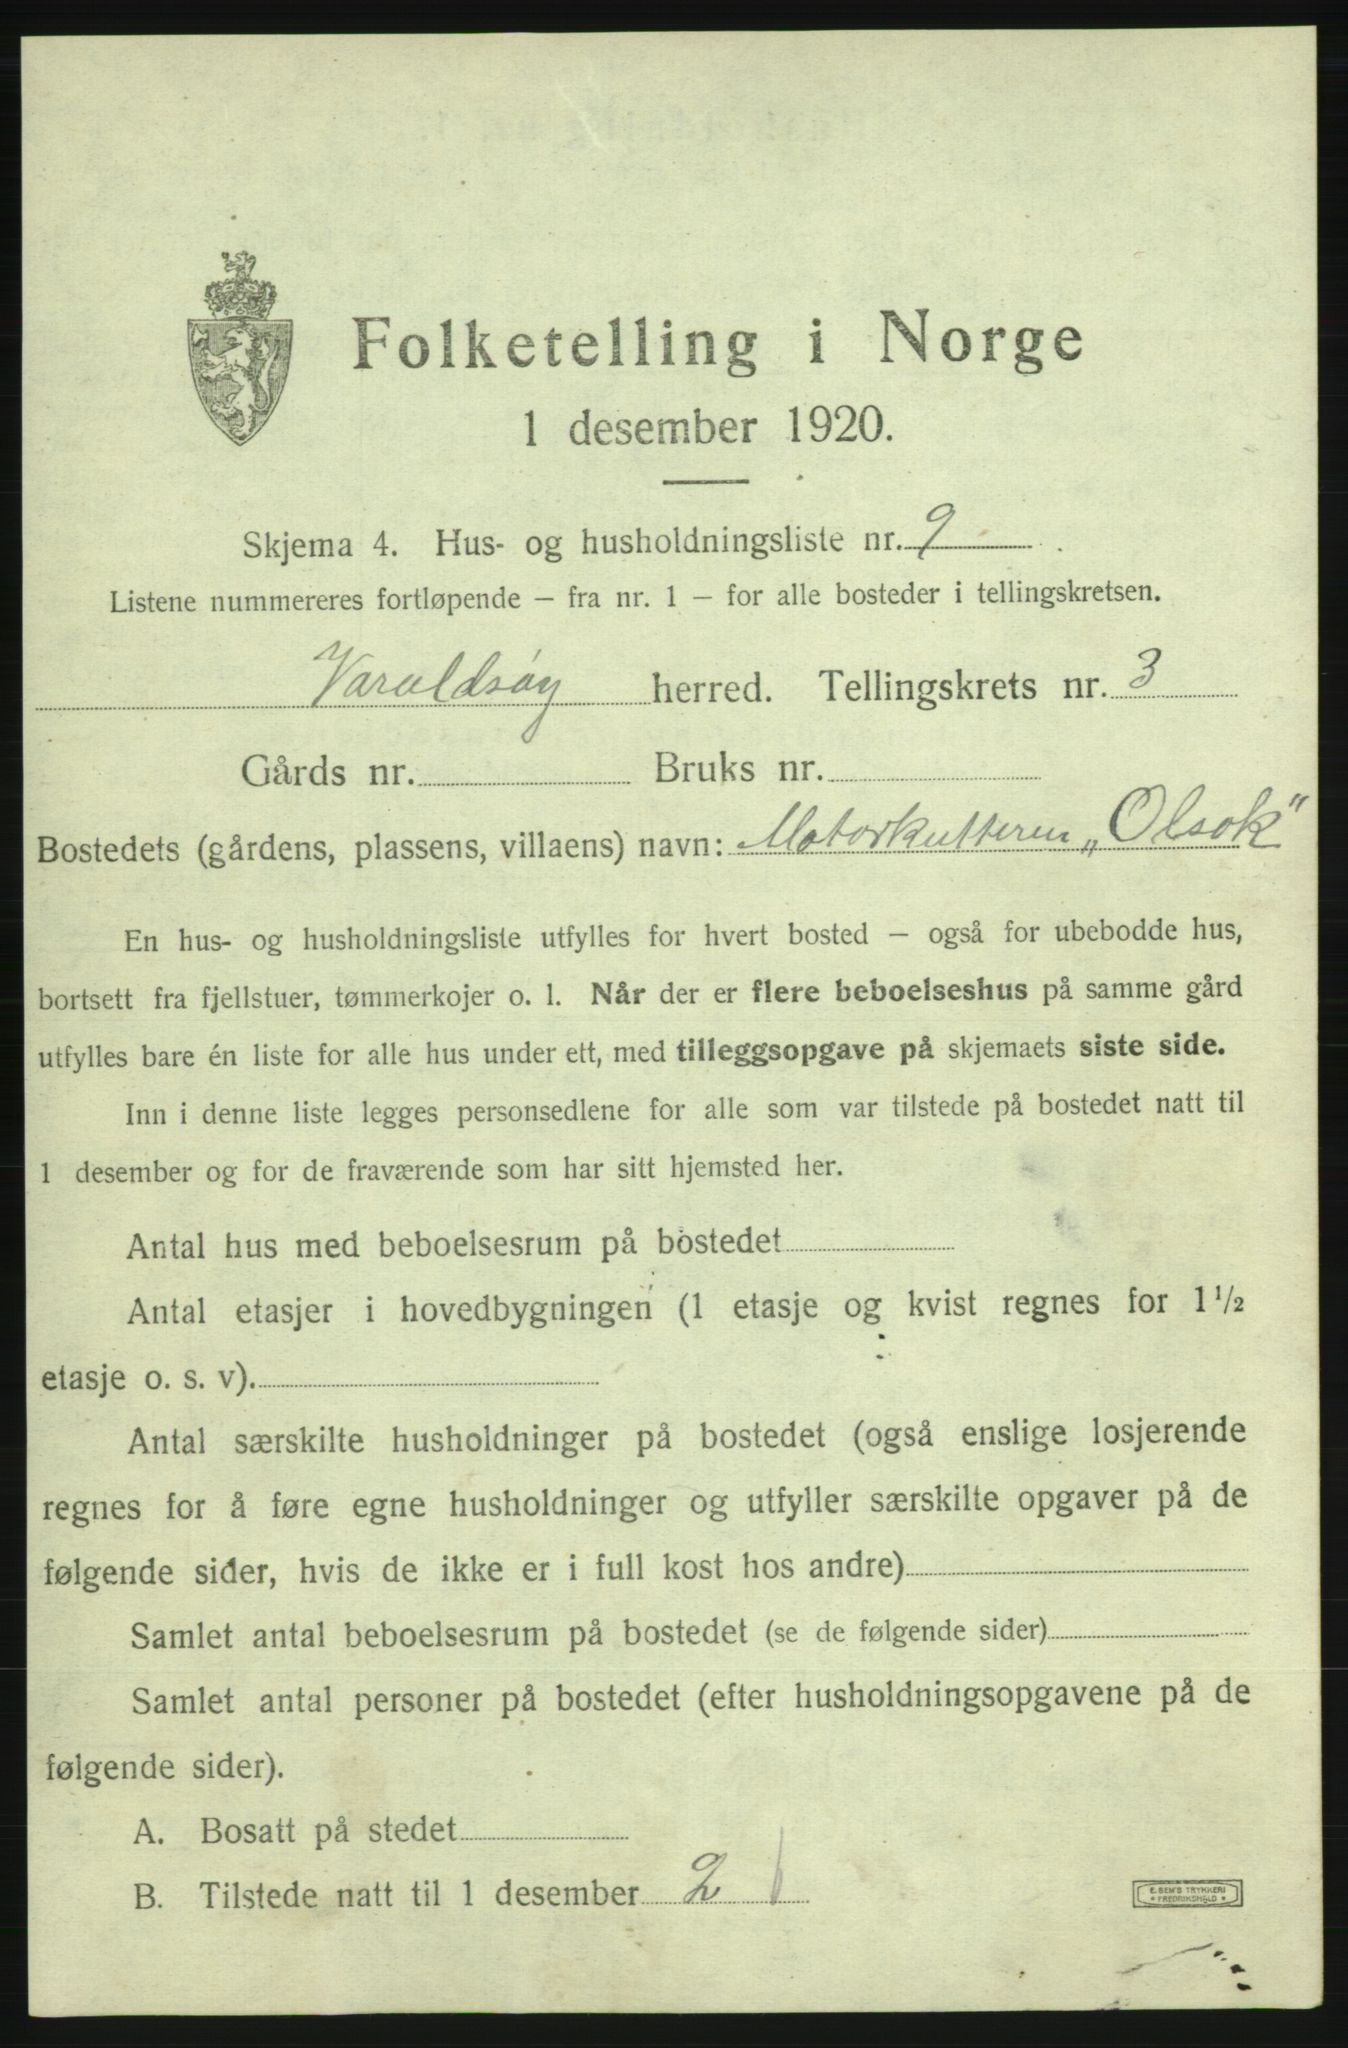 Folketelling i Norge
1 desember 1920.
Skjema 4. Hus- og husholdningsliste nr. 9
Listene nummereres fortløpende – fra nr. 1 – for alle bosteder i tellingskretsen.
Varaldsøy herred. Tellingskrets nr. 3
Gårds nr. Bruks nr.
Bostedets (gårdens, plassens, villaens) navn: Motorkutteren „Olsok"
En hus- og husholdningsliste utfylles for hvert bosted – også for ubebodde hus,
bortsett fra fjellstuer, tømmerkojer o. l. Når der er flere beboelseshus på samme gård
utfylles bare én liste for alle hus under ett, med tilleggsopgave på skjemaets siste side.
Inn i denne liste legges personsedlene for alle som var tilstede på bostedet natt til
1 desember og for de fraværende som har sitt hjemsted her.
Antal hus med beboelsesrum på bostedet
Antal etasjer i hovedbygningen (1 etasje og kvist regnes for 1 1/2
etasje o. s. v).
Antal særskilte husholdninger på bostedet (også enslige losjerende
regnes for å føre egne husholdninger og utfyller særskilte opgaver på de
følgende sider, hvis de ikke er i full kost hos andre)
Samlet antal beboelsesrum på bostedet (se de følgende sider)
Samlet antal personer på bostedet (efter husholdningsopgavene på de
følgende sider).
A. Bosatt på stedet
B. Tilstede natt til 1 desember 2
E. SEM'S TRYKKERI
* FREDRIKSHALD *